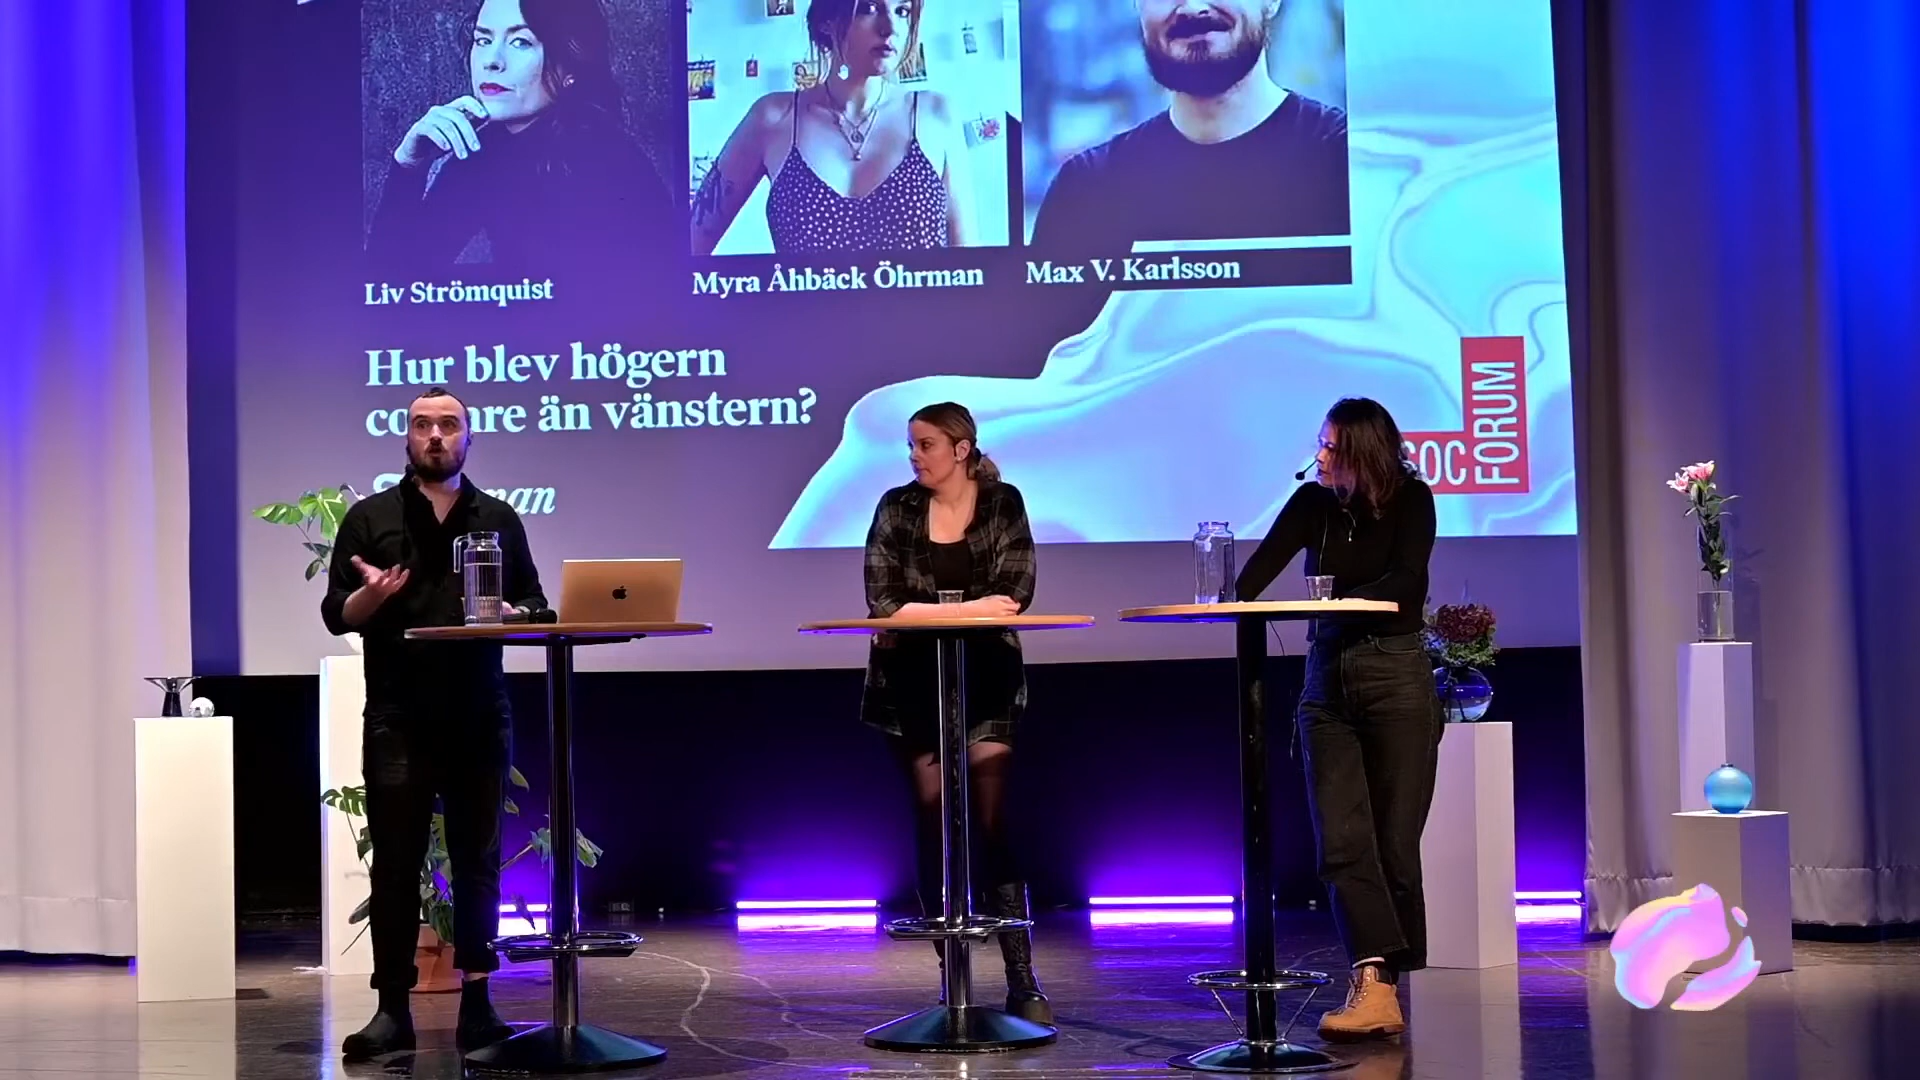 Liv Strömquist
Myra Åhbäck Öhrman
Max V. Karlsson
Hur blev högern
än vänstern?
SOC
FORUM